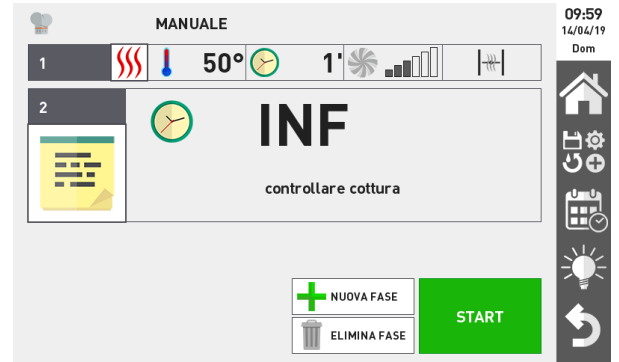 MANUALE
09:59
14/04/19
Dom
1
50°
1'
2
INF
controllare cottura
NUOVA FASE
ELIMINA FASE
START